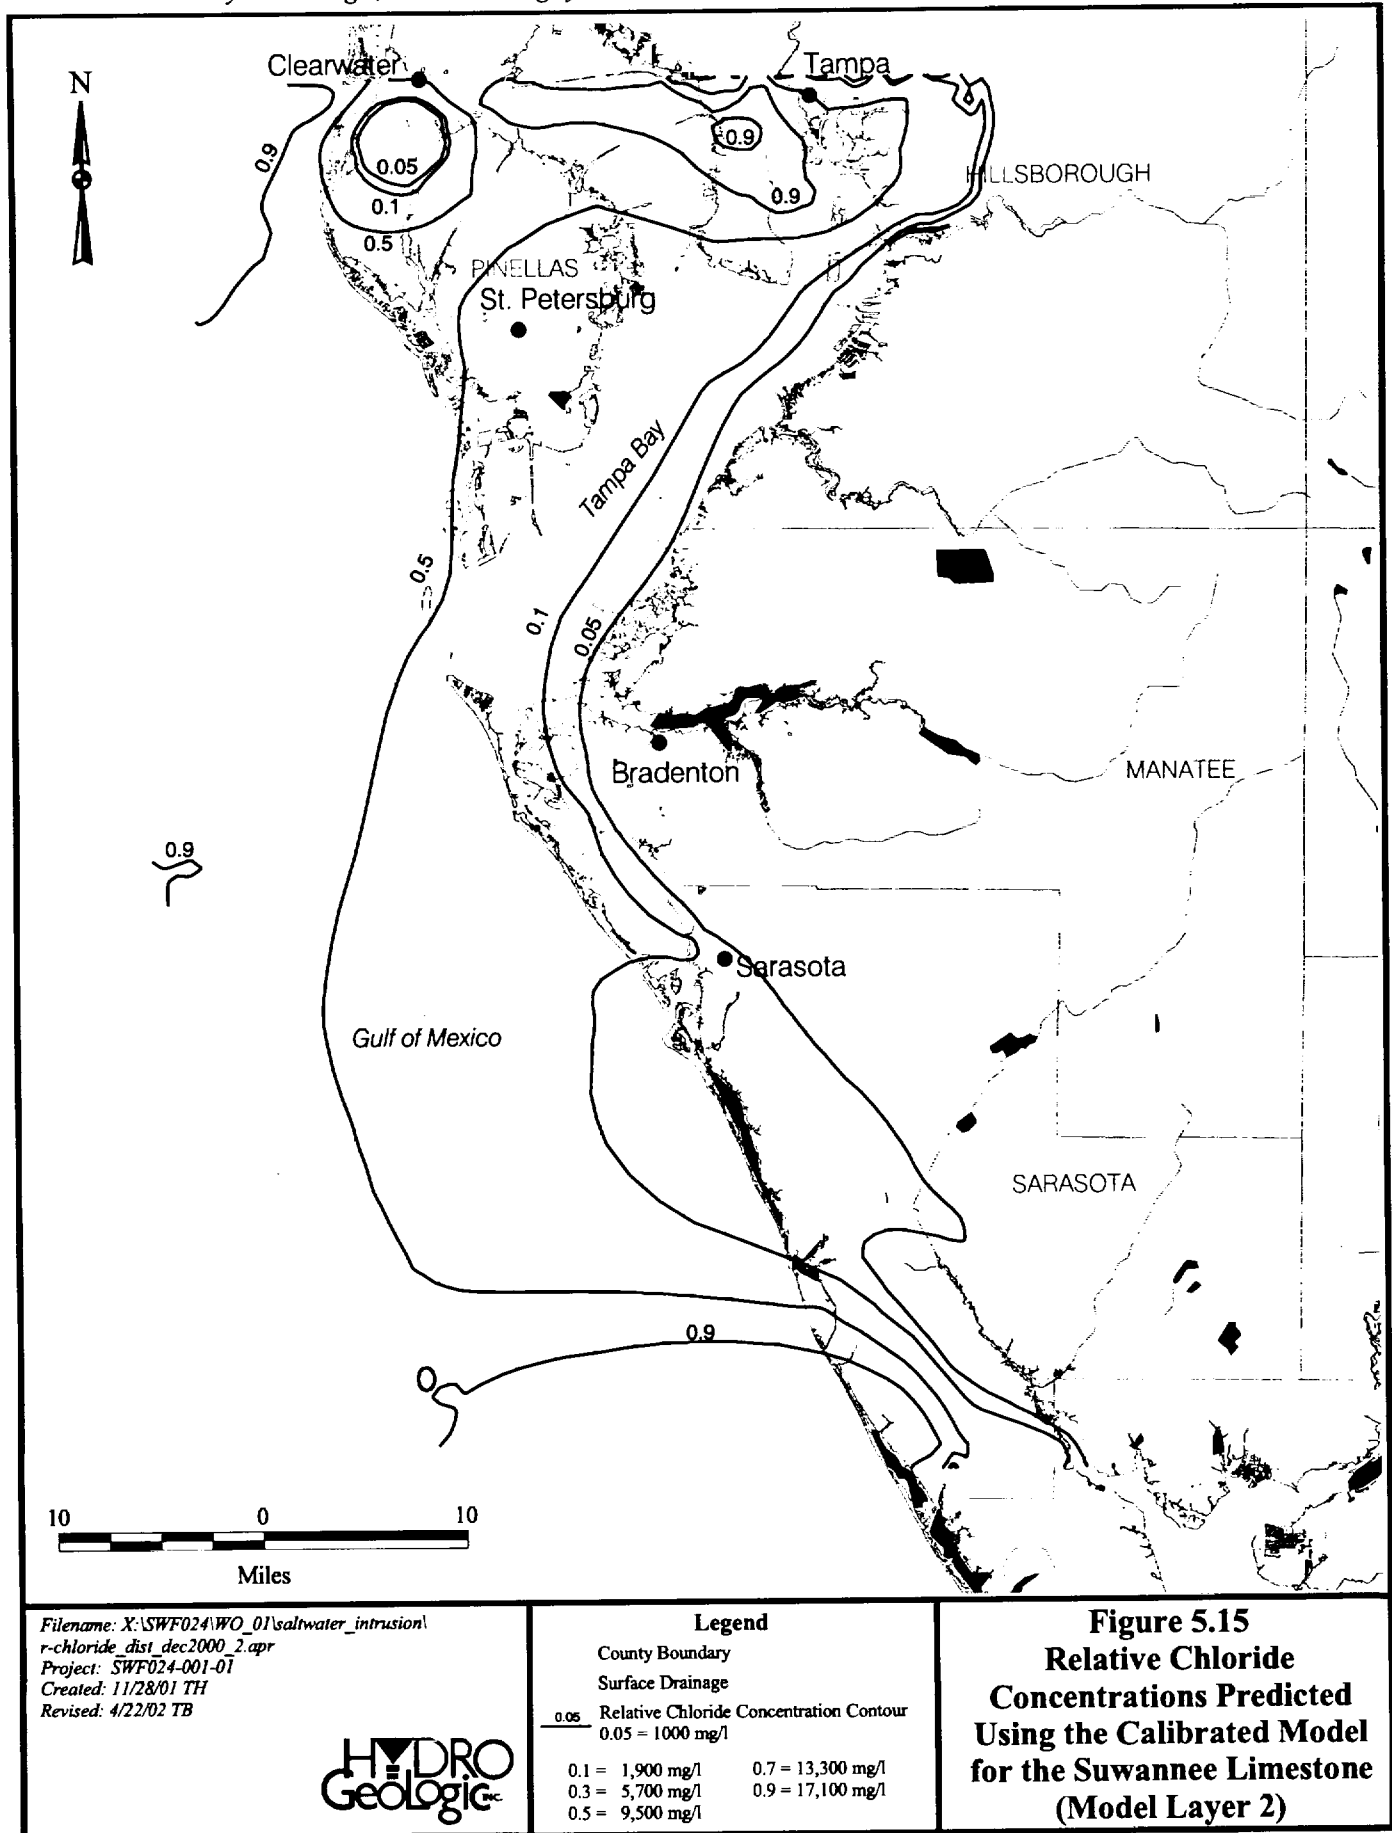 Clearwater
Tampa
N
0.9
0.05
0.1
0.5
0.9
0.9
HILLSBOROUGH
PINELLAS
St. Petersburg
Tampa Bay
0.5
0.1
0.05
Bradenton
MANATEE
0.9
Sarasota
Gulf of Mexico
SARASOTA
0.9
10 0 10
Miles
Filename: X:\SWF024\WO_01\saltwater_intrusion\
r-chloride_dist_dec2000_2.apr
Project: SWF024-001-01
Created: 11/28/01 TH
Revised: 4/22/02 TB
HYDRO
GeoLogic INC.
Legend
County Boundary
Surface Drainage
0.05 Relative Chloride Concentration Contour
0.05 = 1000 mg/l
0.1 = 1,900 mg/l 0.7 = 13,300 mg/l
0.3 = 5,700 mg/l 0.9 = 17,100 mg/l
0.5 = 9,500 mg/l
Figure 5.15
Relative Chloride
Concentrations Predicted
Using the Calibrated Model
for the Suwannee Limestone
(Model Layer 2)